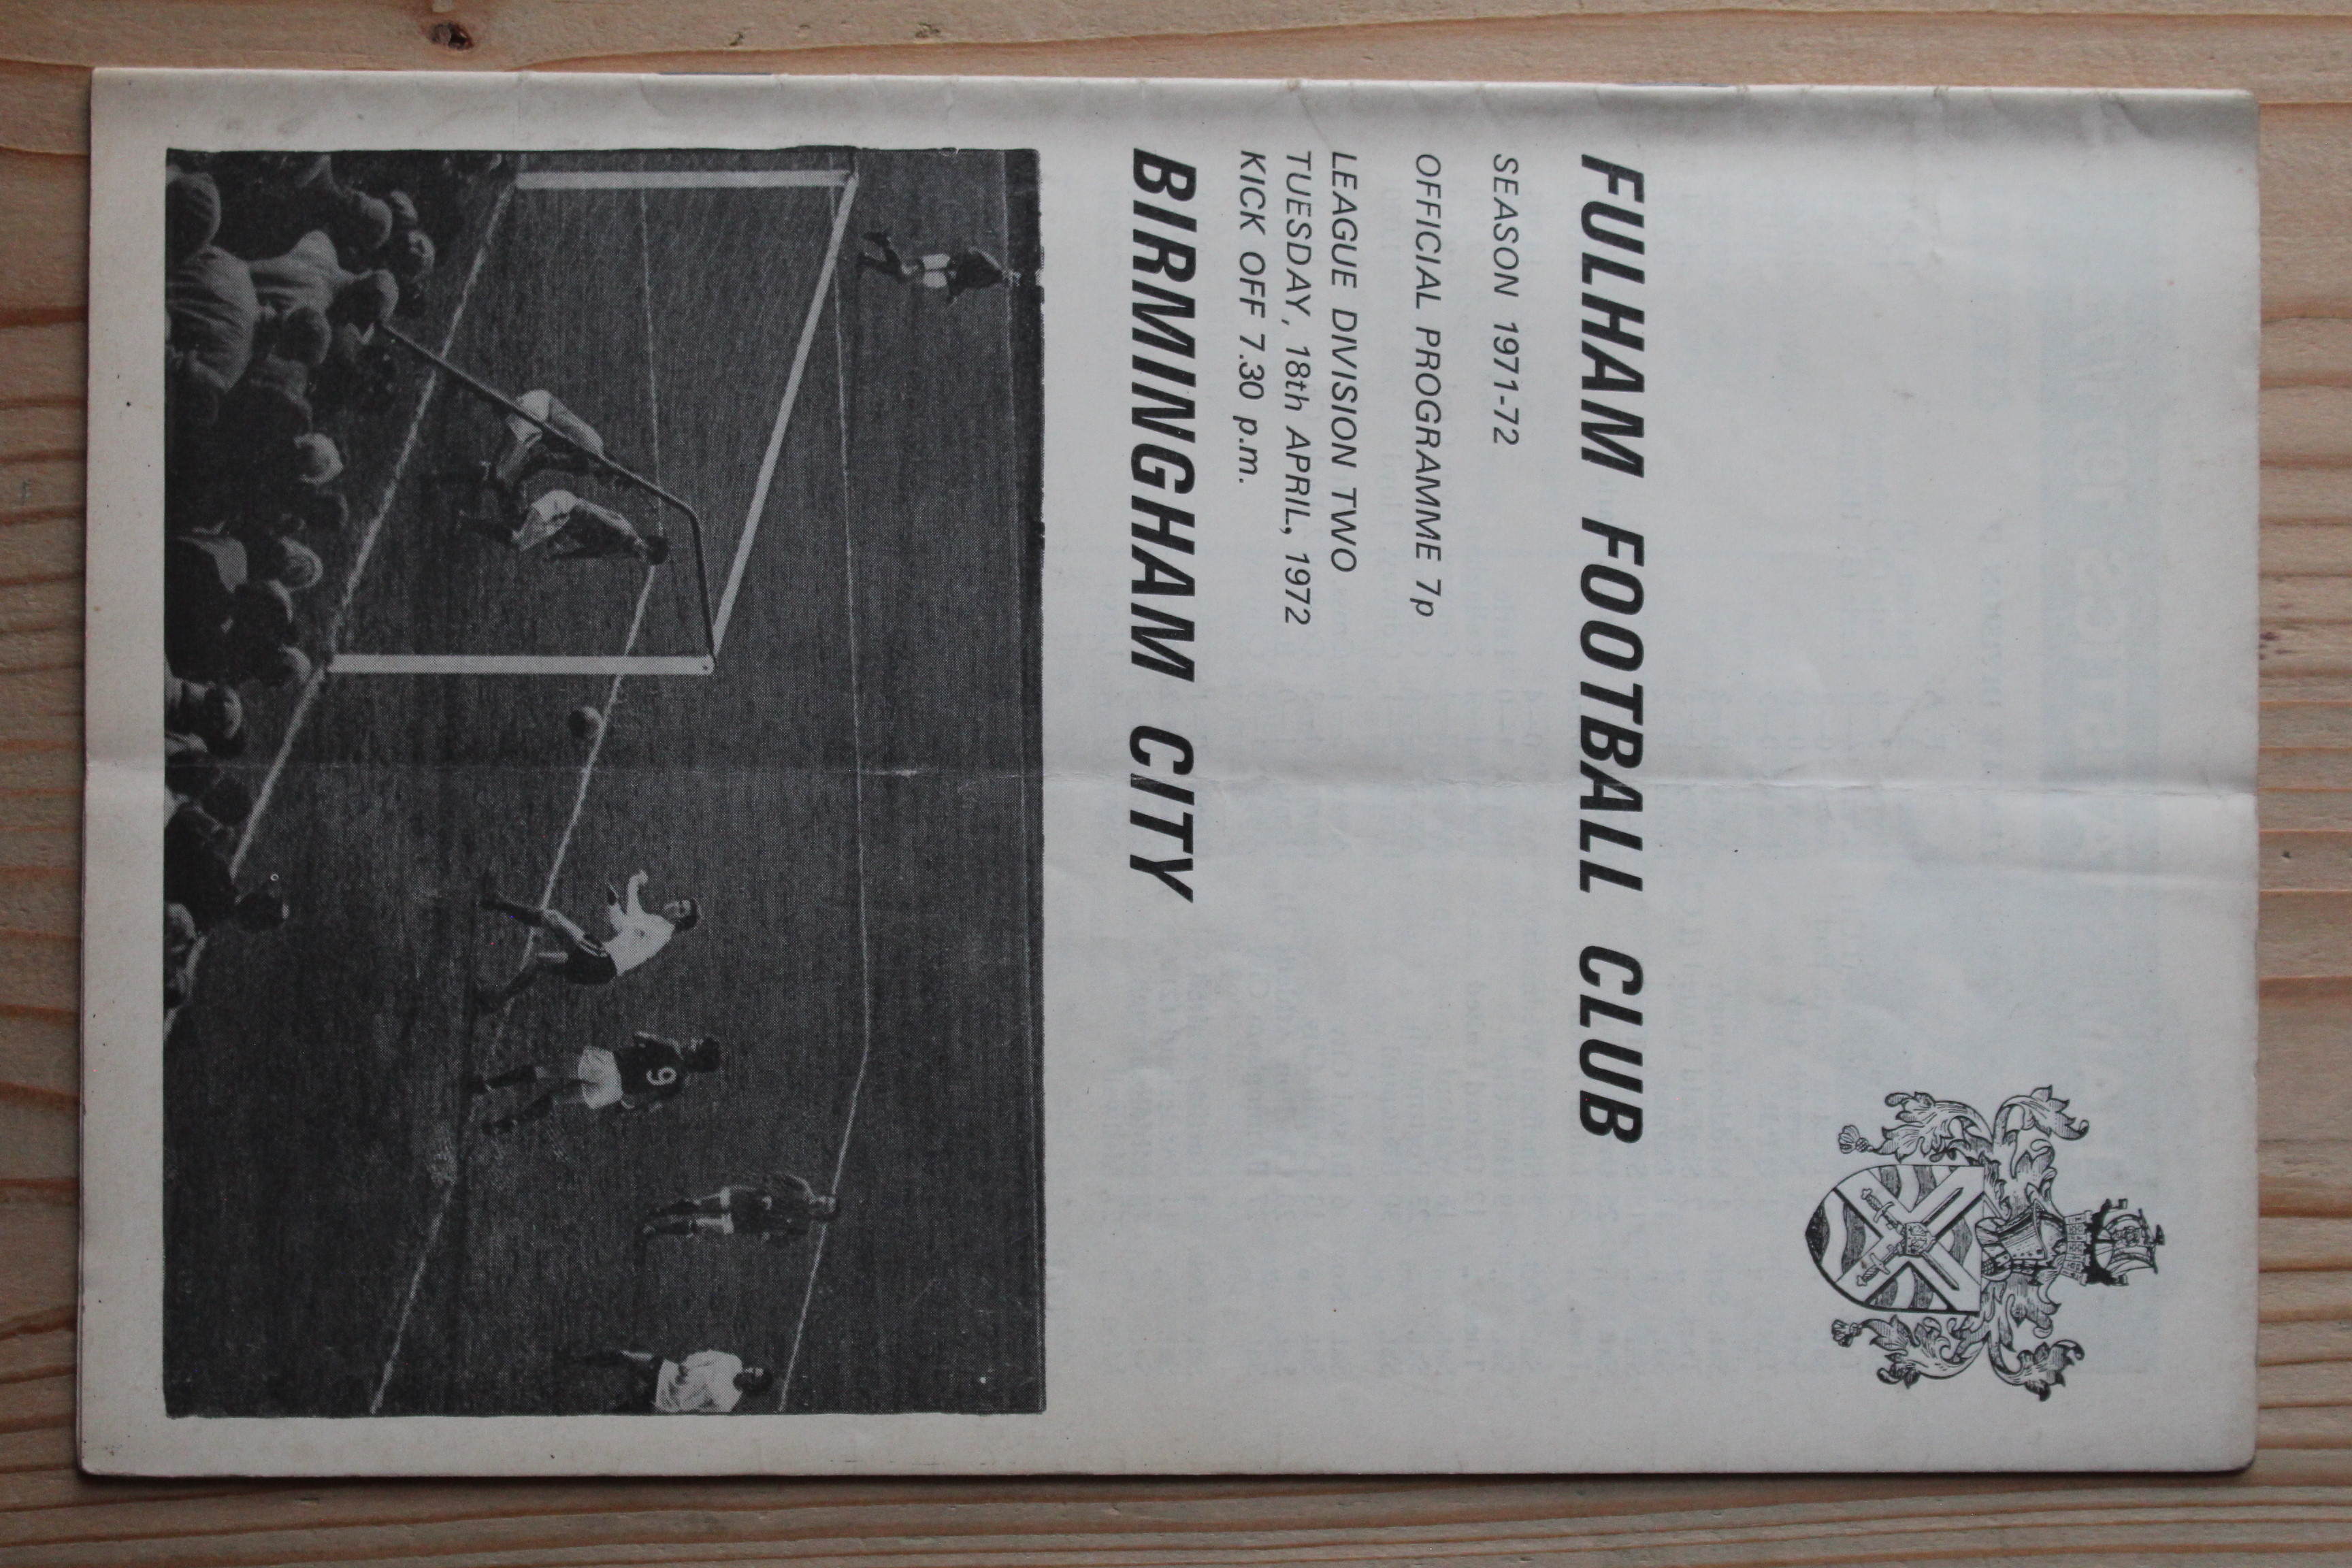 FULHAM FOOTBALL CLUB
SEASON 1971-72
OFFICIAL PROGRAMME 7p
LEAGUE DIVISION TWO
TUESDAY, 18th APRIL, 1972
KICK OFF 7.30 p.m.
BIRMINGHAM CITY
6